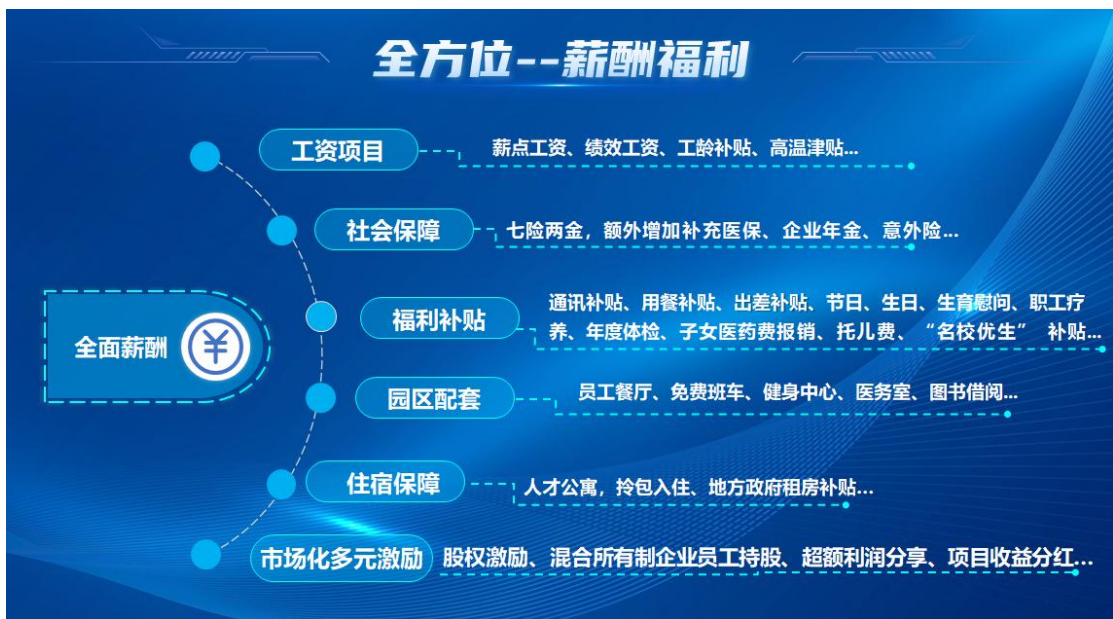 全方位--薪酬福利
工资项目
薪点工资、绩效工资、工龄补贴、高温津贴...
社会保障
七险两金，额外增加补充医保、企业年金、意外险...
全面薪酬
福利补贴
通讯补贴、用餐补贴、出差补贴、节日、生日、生育慰问、职工疗
养、年度体检、子女医药费报销、托儿费、“名校优生” 补贴...
园区配套
员工餐厅、免费班车、健身中心、医务室、图书借阅...
住宿保障
人才公寓，拎包入住、地方政府租房补贴...
市场化多元激励
股权激励、混合所有制企业员工持股、超额利润分享、项目收益分红...